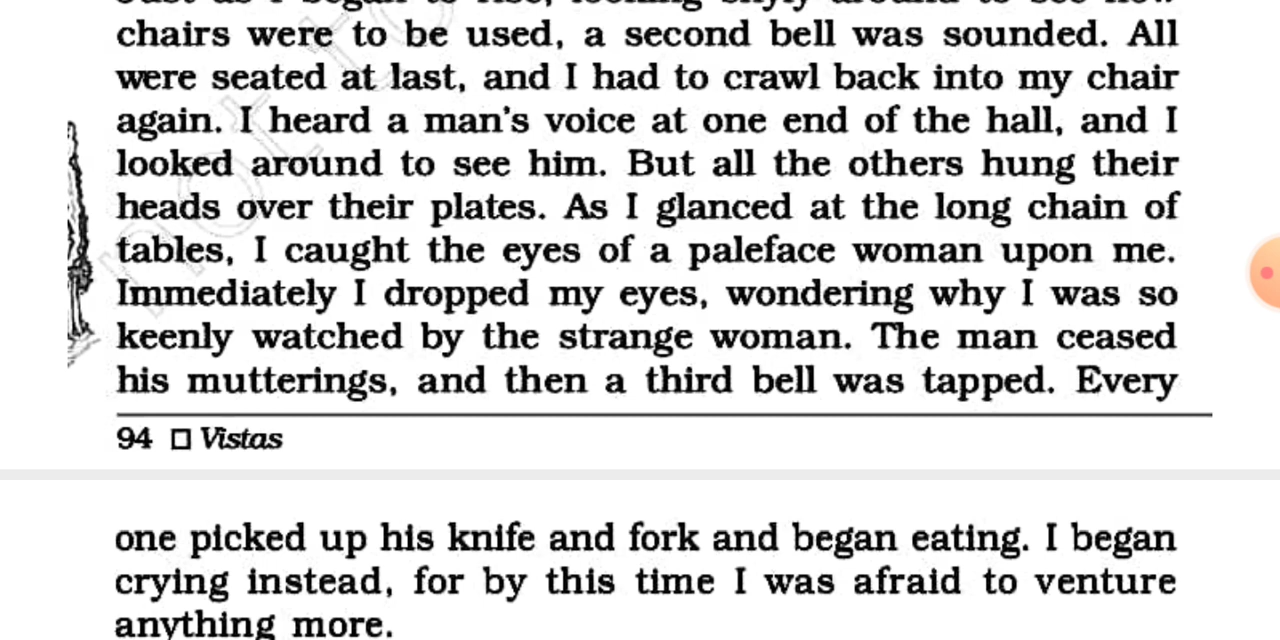 chairs were to be used, a second bell was sounded. All
were seated at last, and I had to crawl back into my chair
again. I heard a man's voice at one end of the hall, and I
looked around to see him. But all the others hung their
heads over their plates. As I glanced at the long chain of
tables, I caught the eyes of a paleface woman upon me.
Immediately I dropped my eyes, wondering why I was so
keenly watched by the strange woman. The man ceased
his mutterings, and then a third bell was tapped. Every
94 □ Vistas
one picked up his knife and fork and began eating. I began
crying instead, for by this time I was afraid to venture
anything more.